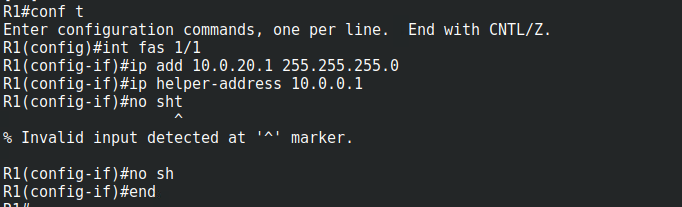 R1#conf t
Enter configuration commands, one per line.  End with CNTL/Z.
R1(config)#int fas 1/1
R1(config-if)#ip add 10.0.20.1 255.255.255.0
R1(config-if)#ip helper-address 10.0.0.1
R1(config-if)#no sht
                   ^
% Invalid input detected at '^' marker.
R1(config-if)#no sh
R1(config-if)#end
R1#